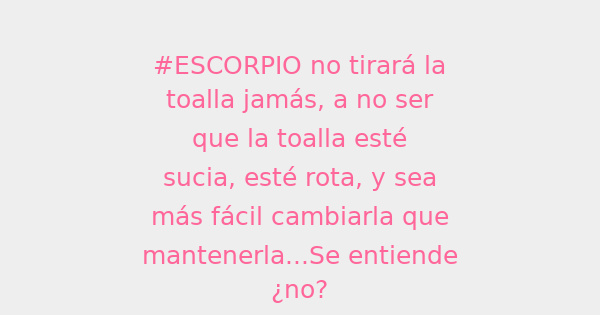 #ESCORPIO no tirará la
toalla jamás, a no ser
que la toalla esté
sucia, esté rota, y sea
más fácil cambiarla que
mantenerla...Se entiende
¿no?